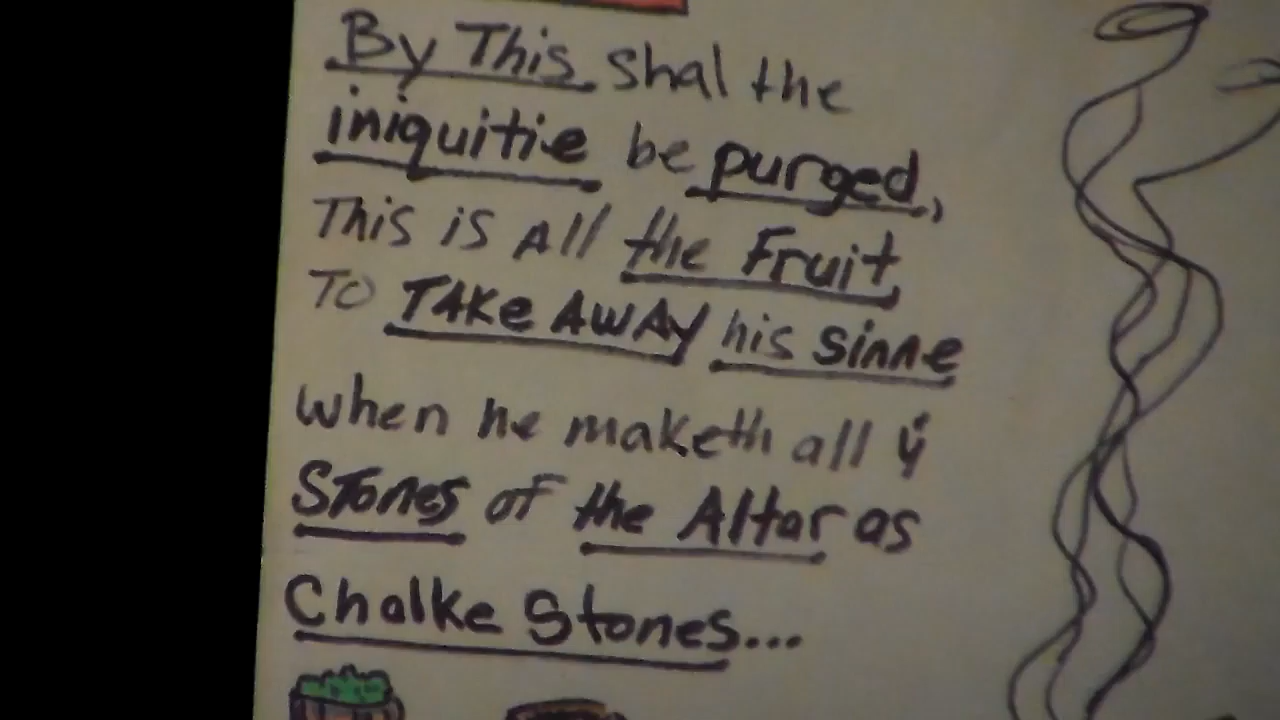 By This shal the
iniquitie be purged,
This is All the Fruit
To TAKe AWAY his sinne
when he maketh all ẏ
Stones of the Altar as
Chalke Stones...